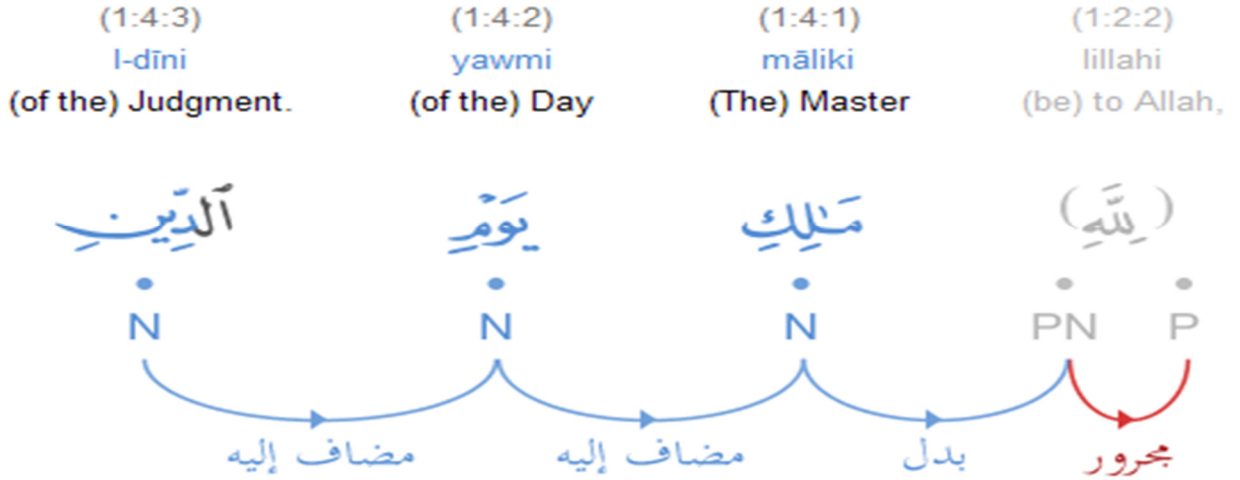 (1:4:3) (1:4:2) (1:4:1) (1:2:2)
l-dīni yawmi māliki lillahi
(of the) Judgment. (of the) Day (The) Master (be) to Allah,
(لِلَّهِ) مَـٰلِكِ يَوْمِ ٱلدِّينِ
N N N PN P
مجرور بدل مضاف إليه مضاف إليه